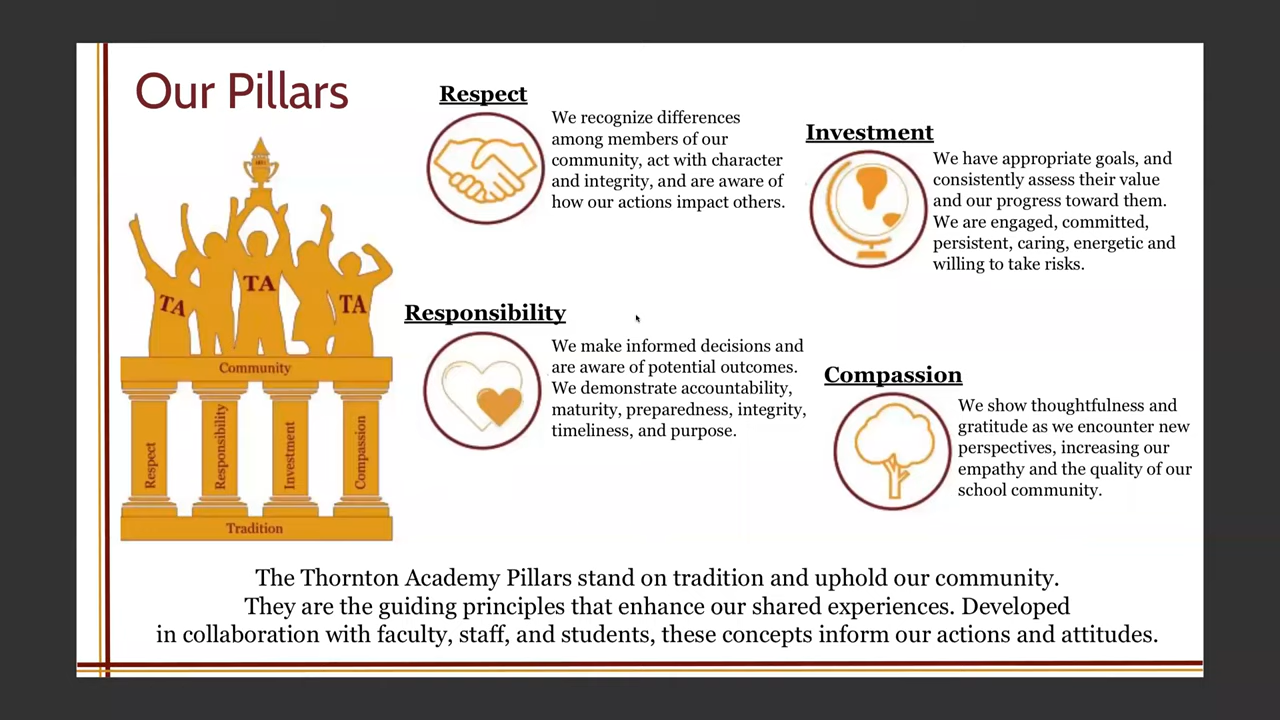 Our Pillars
TA
TA
TA
Community
Respect
Responsibility
Investment
Compassion
Tradition
Respect
We recognize differences
among members of our
community, act with character
and integrity, and are aware of
how our actions impact others.
Investment
We have appropriate goals, and
consistently assess their value
and our progress toward them.
We are engaged, committed,
persistent, caring, energetic and
willing to take risks.
Responsibility
We make informed decisions and
are aware of potential outcomes.
We demonstrate accountability,
maturity, preparedness, integrity,
timeliness, and purpose.
Compassion
We show thoughtfulness and
gratitude as we encounter new
perspectives, increasing our
empathy and the quality of our
school community.
The Thornton Academy Pillars stand on tradition and uphold our community.
They are the guiding principles that enhance our shared experiences. Developed
in collaboration with faculty, staff, and students, these concepts inform our actions and attitudes.